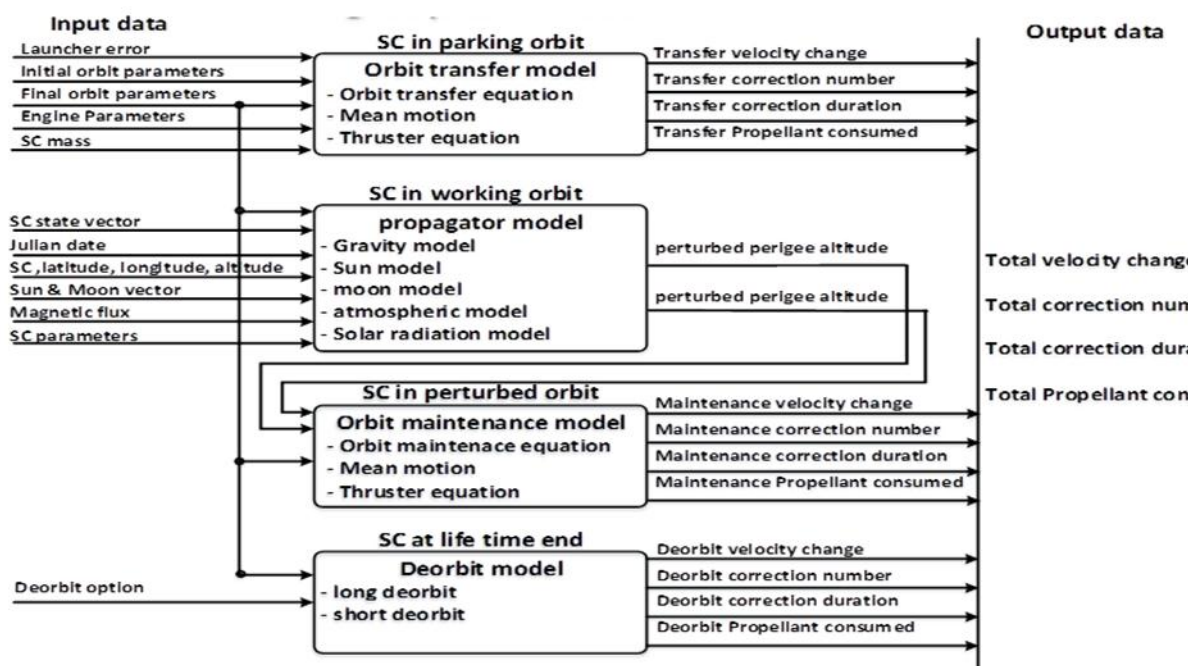 Input data
Output data
Launcher error
Initial orbit parameters
Final orbit parameters
Engine Parameters
SC mass
SC in parking orbit
Orbit transfer model
- Orbit transfer equation
- Mean motion
- Thruster equation
Transfer velocity change
Transfer correction number
Transfer correction duration
Transfer Propellant consumed
SC state vector
Julian date
SC,latitude, longitude, altitude
Sun & Moon vector
Magnetic flux
SC parameters
SC in working orbit
propagator model
- Gravity model
- Sun model
- moon model
- atmospheric model
- Solar radiation model
perturbed perigee altitude
perturbed perigee altitude
Total velocity change
Total correction
Total correction
Total Propellant
SC in perturbed orbit
Orbit maintenance model
- Orbit maintenace equation
- Mean motion
- Thruster equation
Maintenance velocity change
Maintenance correction number
Maintenance correction duration
Maintenance Propellant consumed
Deorbit option
SC at life time end
Deorbit model
- long deorbit
- short deorbit
Deorbit velocity change
Deorbit correction number
Deorbit correction duration
Deorbit Propellant consumed